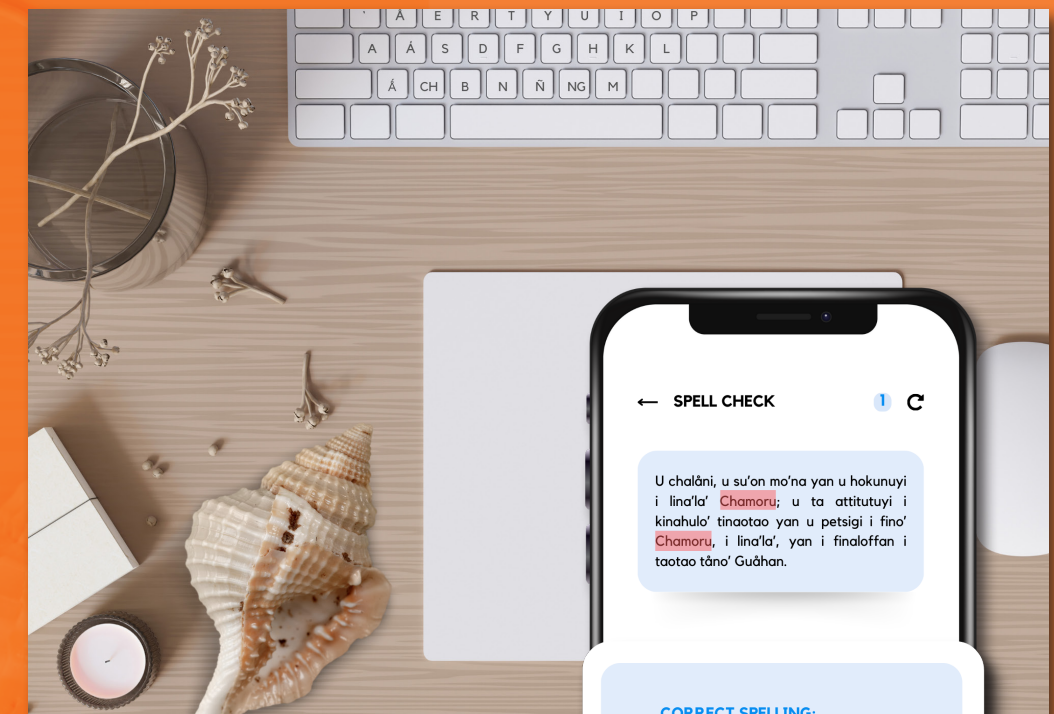 ` Å E R T Y U I O P
A Á S D F G H K L
Ǻ CH B N Ñ NG M
SPELL CHECK 1
U chalåni, u su’on mo’na yan u hokunuyi
i lina’la’ Chamoru; u ta attitutuyi i
kinahulo’ tinaotao yan u petsigi i fino’
Chamoru, i lina’la’, yan i finaloffan i
taotao tåno’ Guåhan.
CORRECT SPELLING: